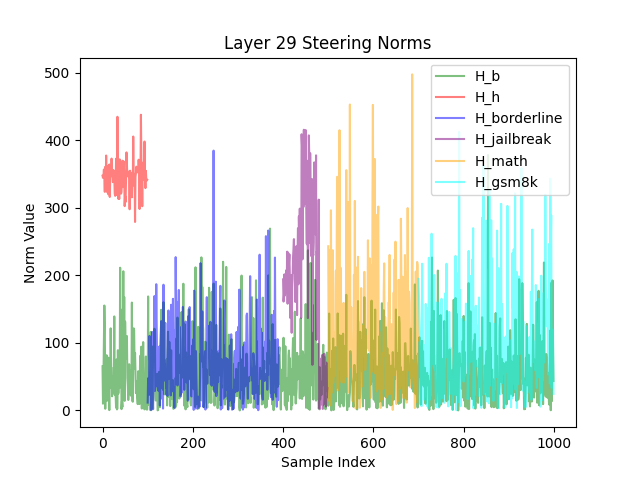 Layer 29 Steering Norms
500
400
300
200
100
0
Norm Value
H_b
H_h
H_borderline
H_jailbreak
H_math
H_gsm8k
0
200
400
600
800
1000
Sample Index